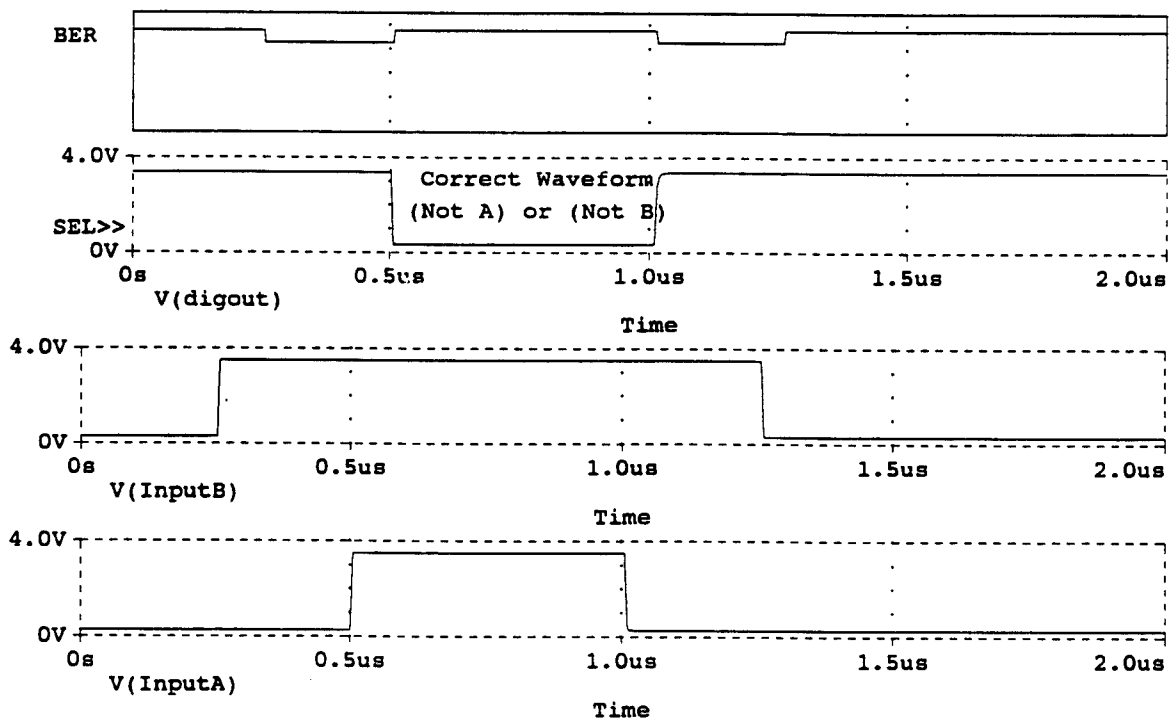 BER
4.0V
Correct Waveform
(Not A) or (Not B)
SEL>>
0V
0s 0.5us 1.0us 1.5us 2.0us
V(digout)
Time
4.0V
0V
0s 0.5us 1.0us 1.5us 2.0us
V(InputB)
Time
4.0V
0V
0s 0.5us 1.0us 1.5us 2.0us
V(InputA)
Time